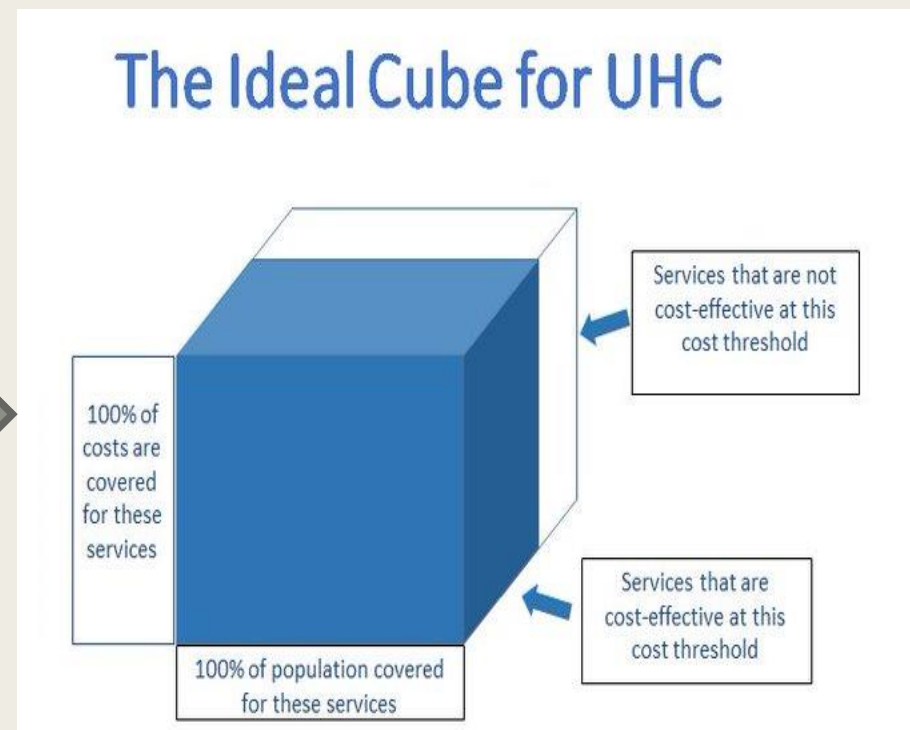 The Ideal Cube for UHC
Services that are not
cost-effective at this
cost threshold
100% of
costs are
covered
for these
services
Services that are
cost-effective at this
cost threshold
100% of population covered
for these services